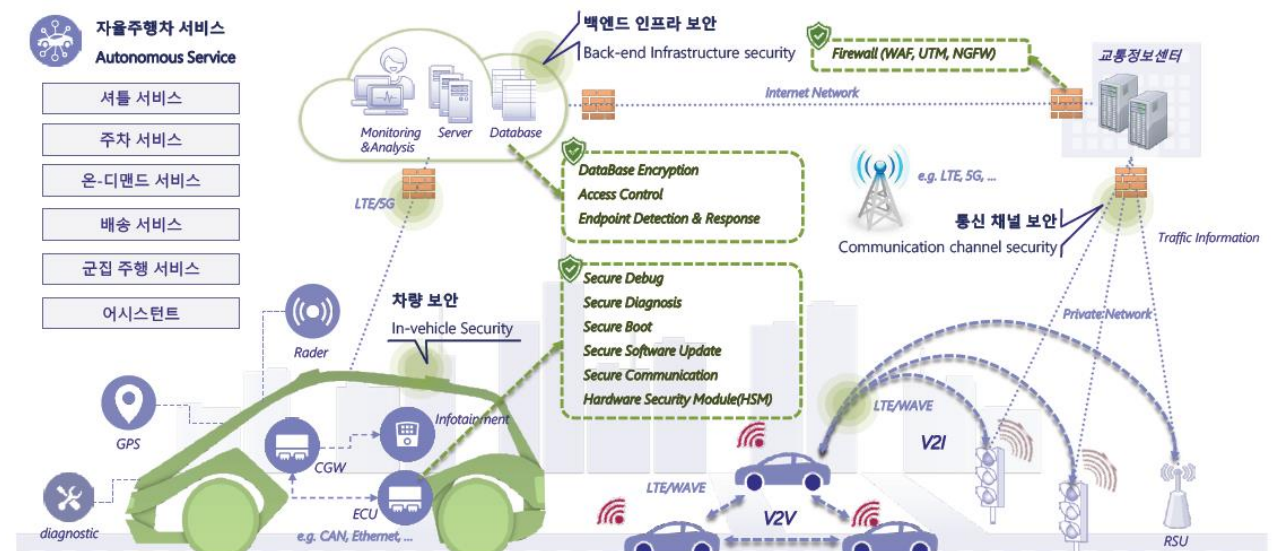 자율주행차 서비스
Autonomous Service
셔틀 서비스
주차 서비스
온-디맨드 서비스
배송 서비스
군집 주행 서비스
어시스턴트
백엔드 인프라 보안
Back-end Infrastructure security
Monitoring
&Analysis
Server
Database
LTE/5G
Firewall (WAF, UTM, NGFW)
Internet Network
교통정보센터
DataBase Encryption
Access Control
Endpoint Detection & Response
e.g. LTE, 5G, ...
통신 채널 보안
Communication channel security
Traffic Information
Private Network
차량 보안
In-vehicle Security
Secure Debug
Secure Diagnosis
Secure Boot
Secure Software Update
Secure Communication
Hardware Security Module(HSM)
Rader
GPS
diagnostic
Infotainment
CGW
ECU
e.g. CAN, Ethernet, ...
LTE/WAVE
V2I
LTE/WAVE
V2V
RSU